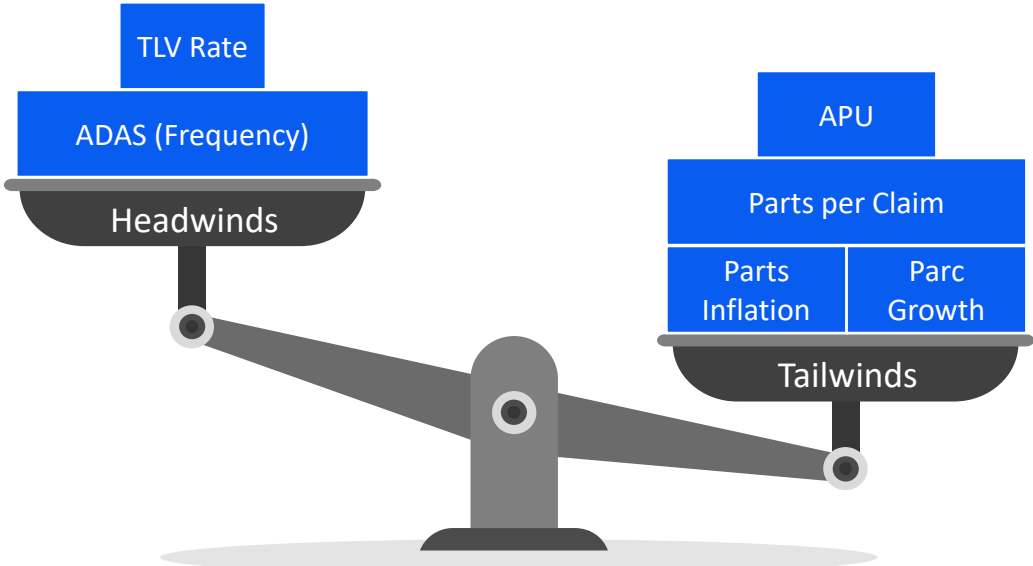 TLV Rate
ADAS (Frequency)
Headwinds
APU
Parts per Claim
Parts
Inflation
Parc
Growth
Tailwinds